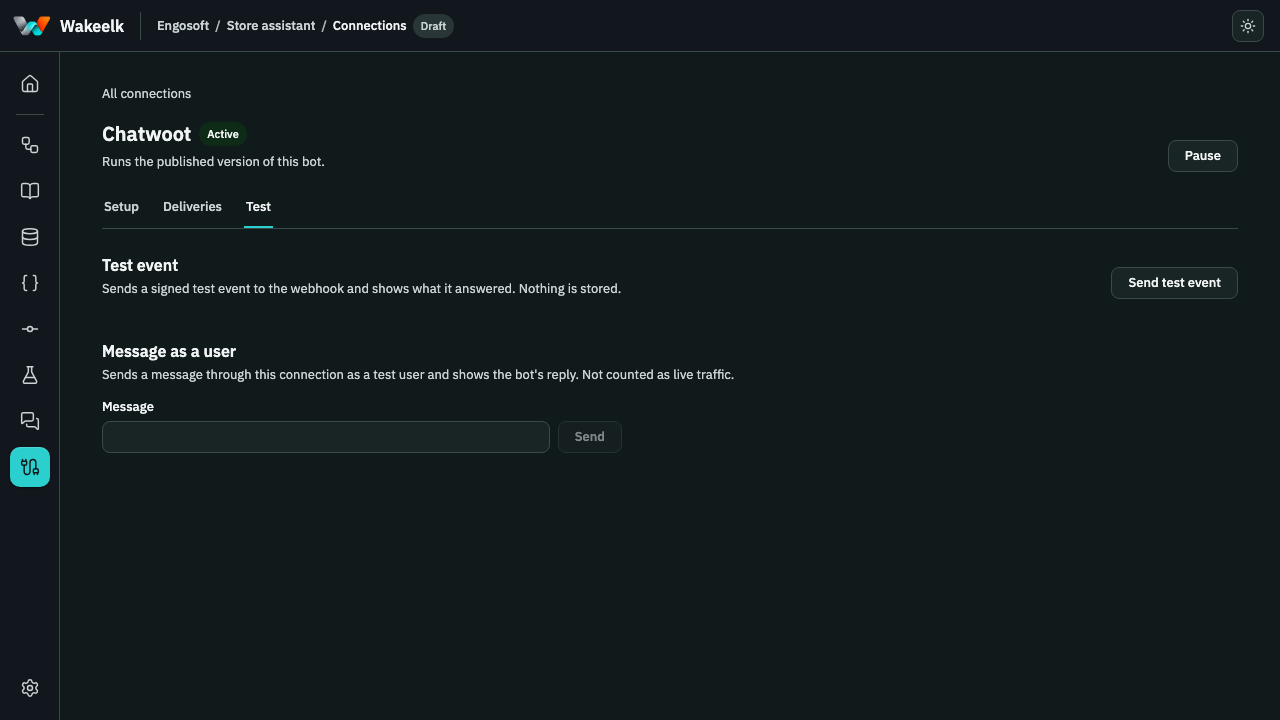 Wakeelk
Engosoft / Store assistant / Connections Draft
All connections
Chatwoot Active
Runs the published version of this bot.
Pause
Setup Deliveries Test
Test event
Sends a signed test event to the webhook and shows what it answered. Nothing is stored.
Send test event
Message as a user
Sends a message through this connection as a test user and shows the bot's reply. Not counted as live traffic.
Message
Send